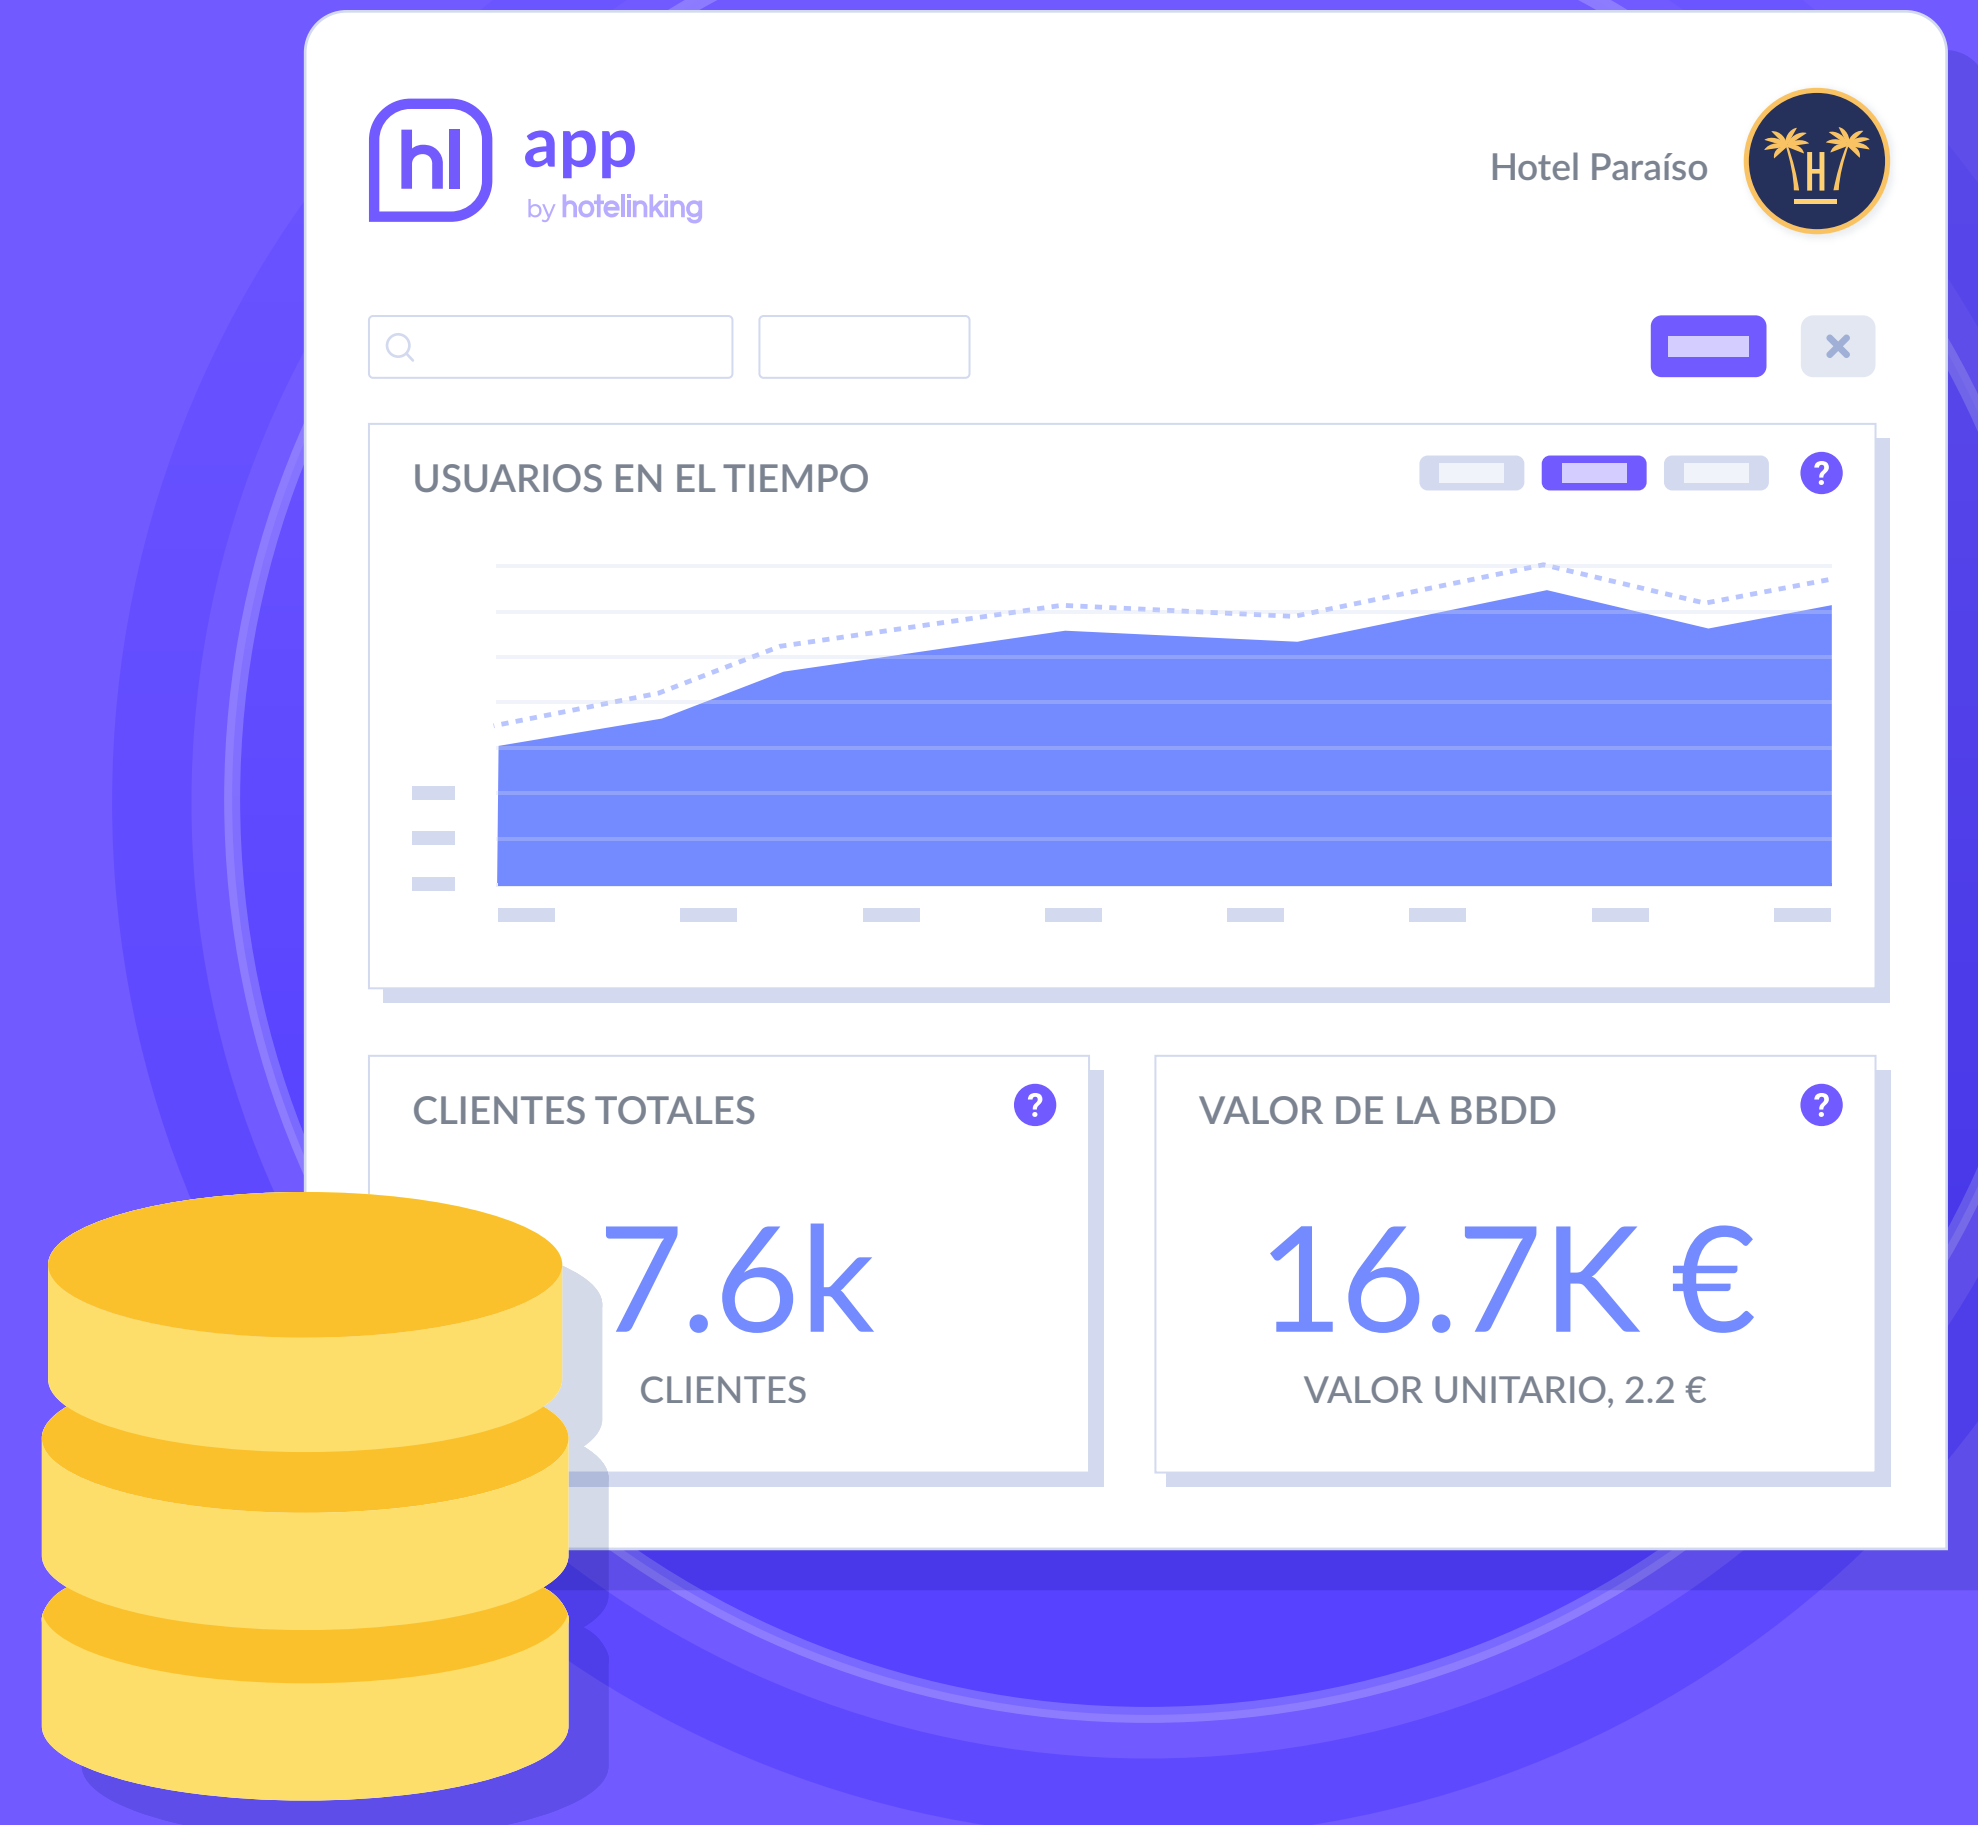 hl
app
by hotelinking
Hotel Paraíso
H
USUARIOS EN EL TIEMPO
?
CLIENTES TOTALES
?
7.6k
CLIENTES
VALOR DE LA BBDD
?
16.7K €
VALOR UNITARIO, 2.2 €